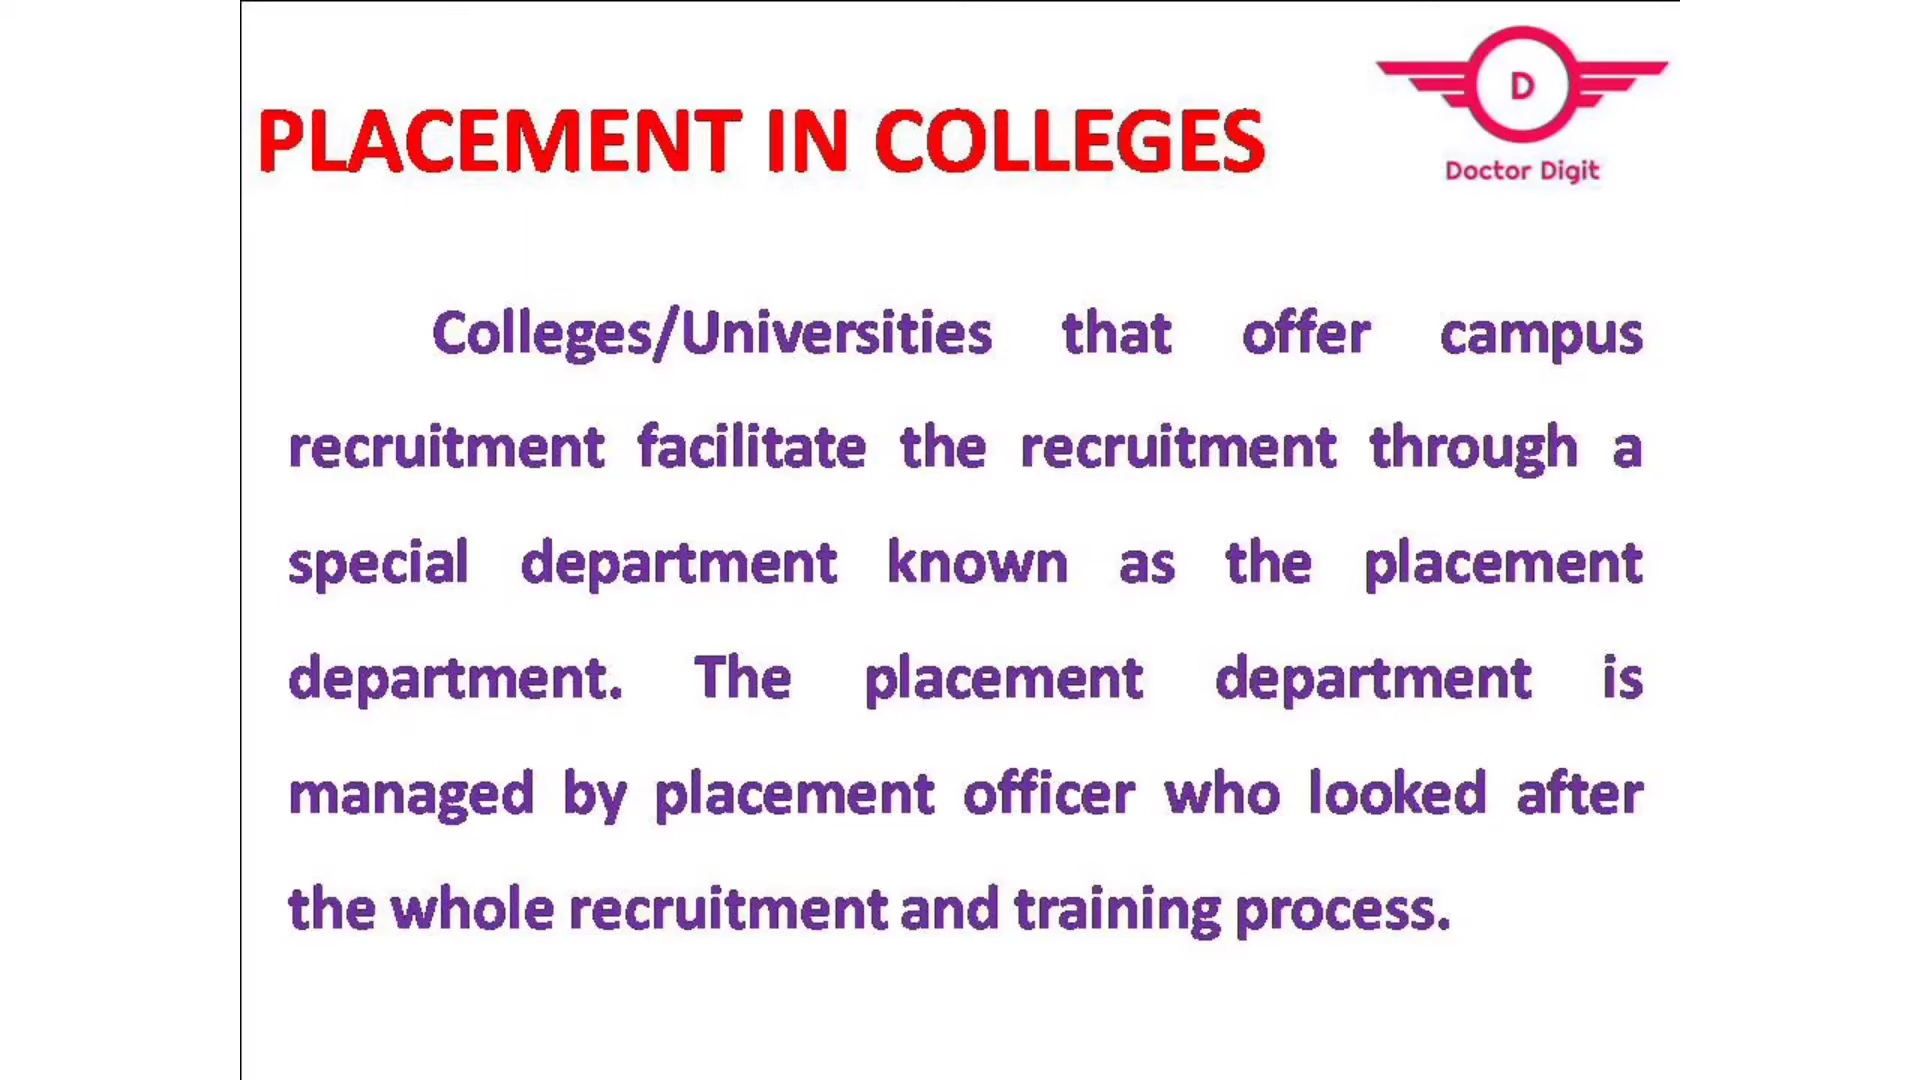 PLACEMENT IN COLLEGES
D
Doctor Digit
Colleges/Universities that offer campus
recruitment facilitate the recruitment through a
special department known as the placement
department. The placement department is
managed by placement officer who looked after
the whole recruitment and training process.